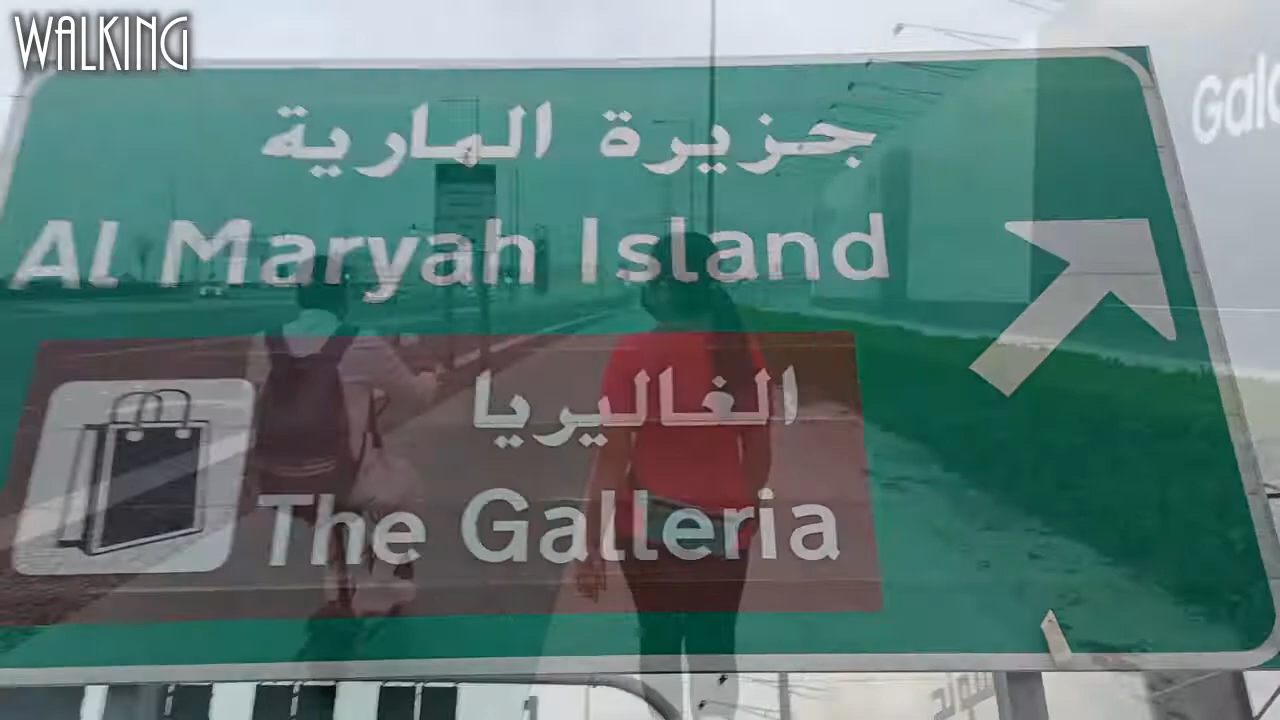 WALKING
جزيرة المارية
Al Maryah Island
الغاليريا
The Galleria